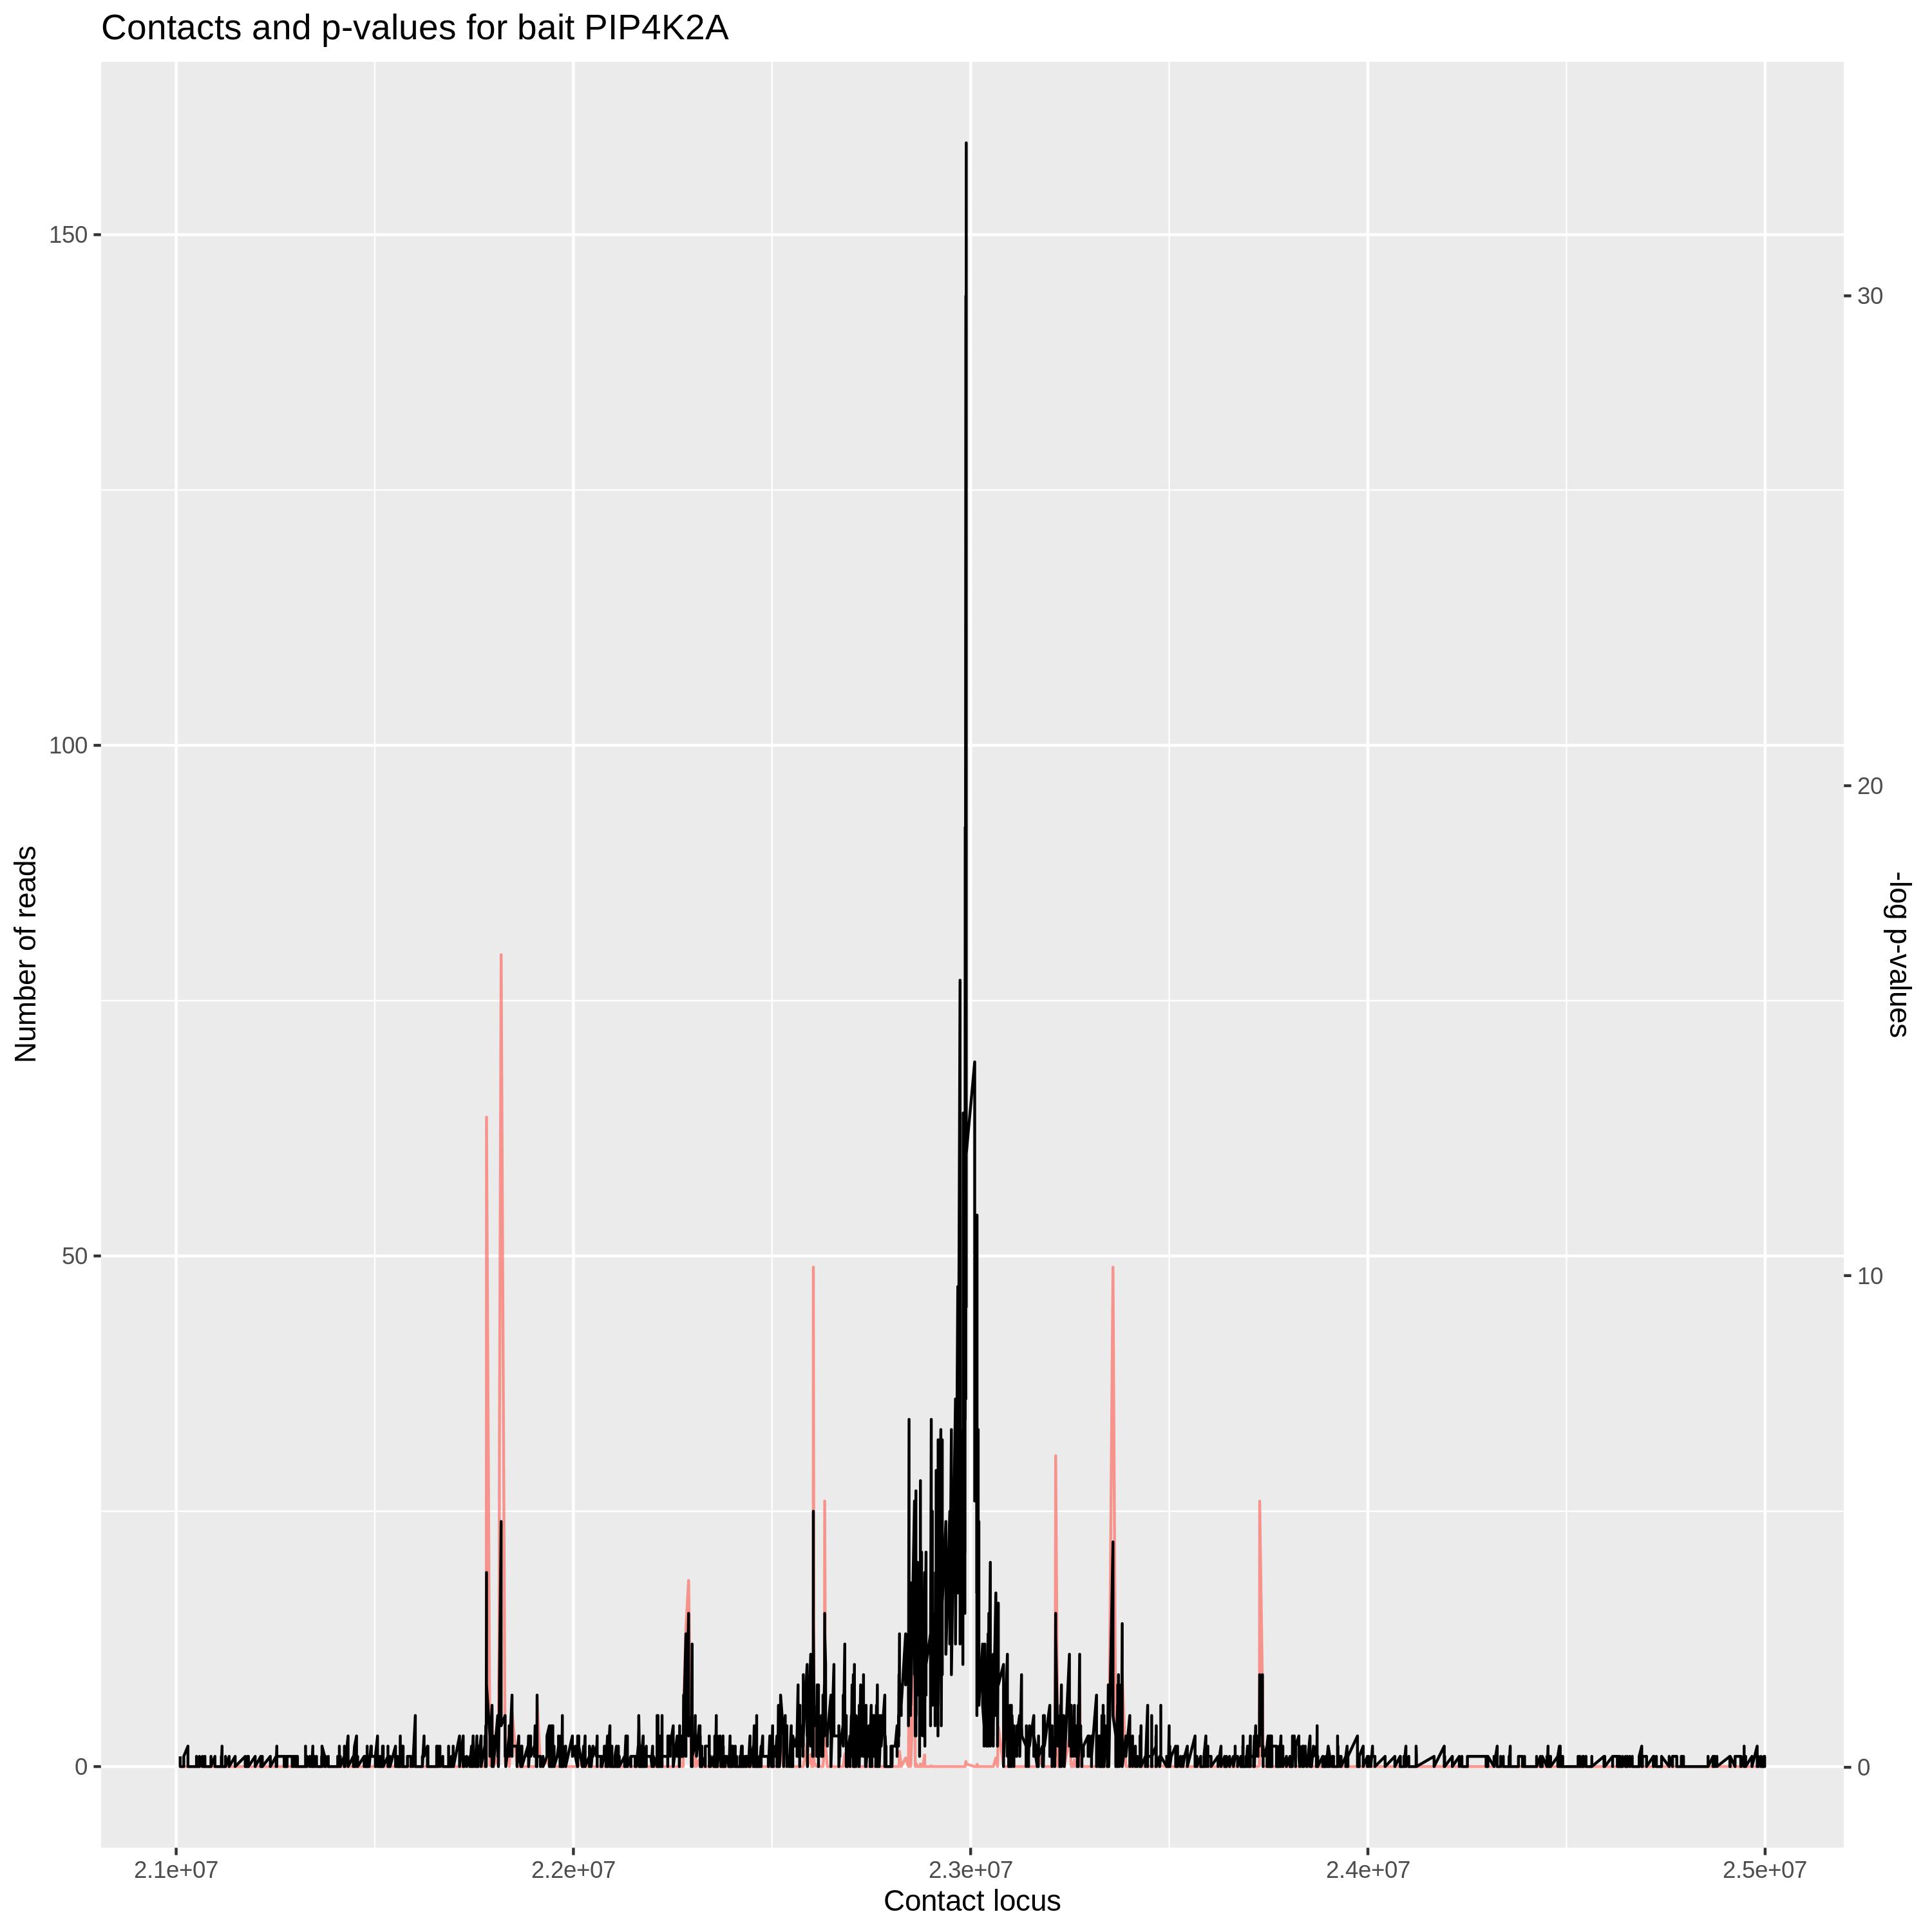 Contacts and p-values for bait PIP4K2A
150
100
50
0
Number of reads
30
20
10
0
-log p-values
2.1e+07
2.2e+07
2.3e+07
2.4e+07
2.5e+07
Contact locus